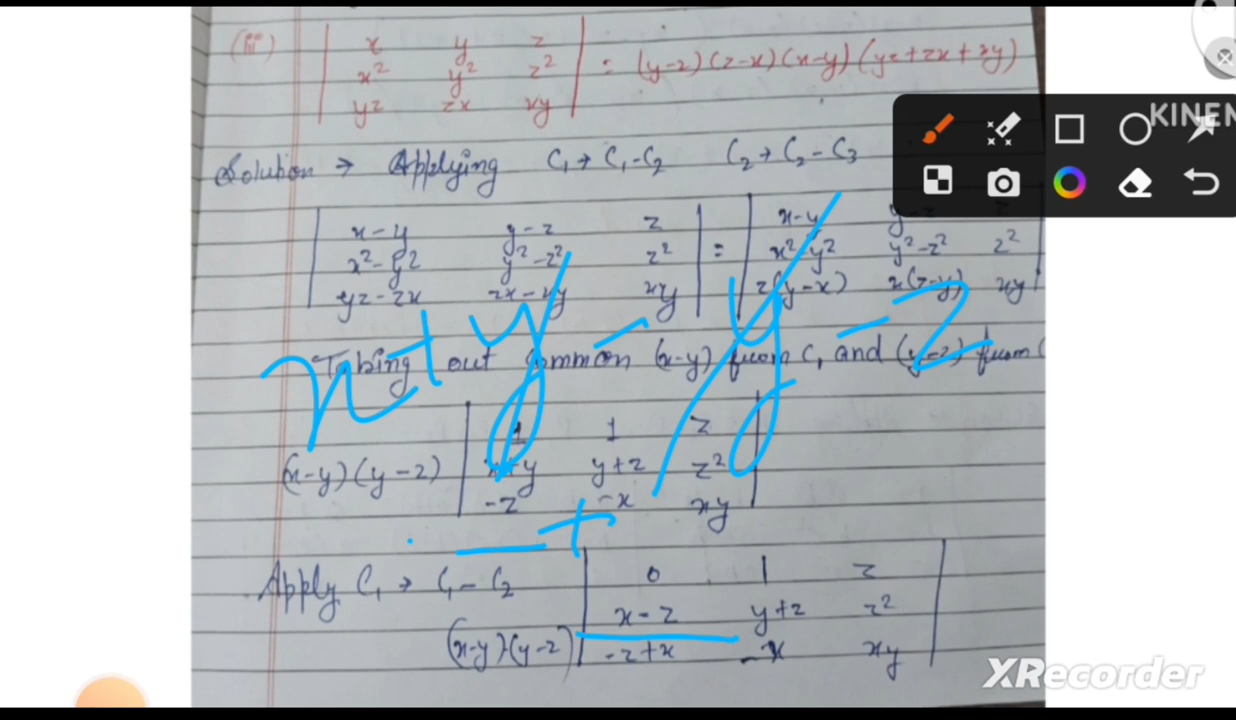 (iii) | x y z |
| x² y² z² | = (y-z) (z-x) (x-y) (yz+zx+xy)
| yz zx xy |
KINEM
Solution → Applying C₁→C₁-C₂ C₂→C₂-C₃
| x-y y-z z | = | x-y y-z z |
| x²-y² y²-z² z² | | x²-y² y²-z² z² |
| yz-zx zx-xy xy | | z(y-x) x(z-y) xy |
x+y - y - z
Taking out common (x-y) from C₁ and (y-z) from C
| 1 1 z |
(x-y) (y-z) | x+y y+z z² |
| -z -x xy |
- +
Apply C₁ → C₁-C₂ | 0 1 z |
| x-z y+z z² |
(x-y)(y-z) | -z+x -x xy |
XRecorder